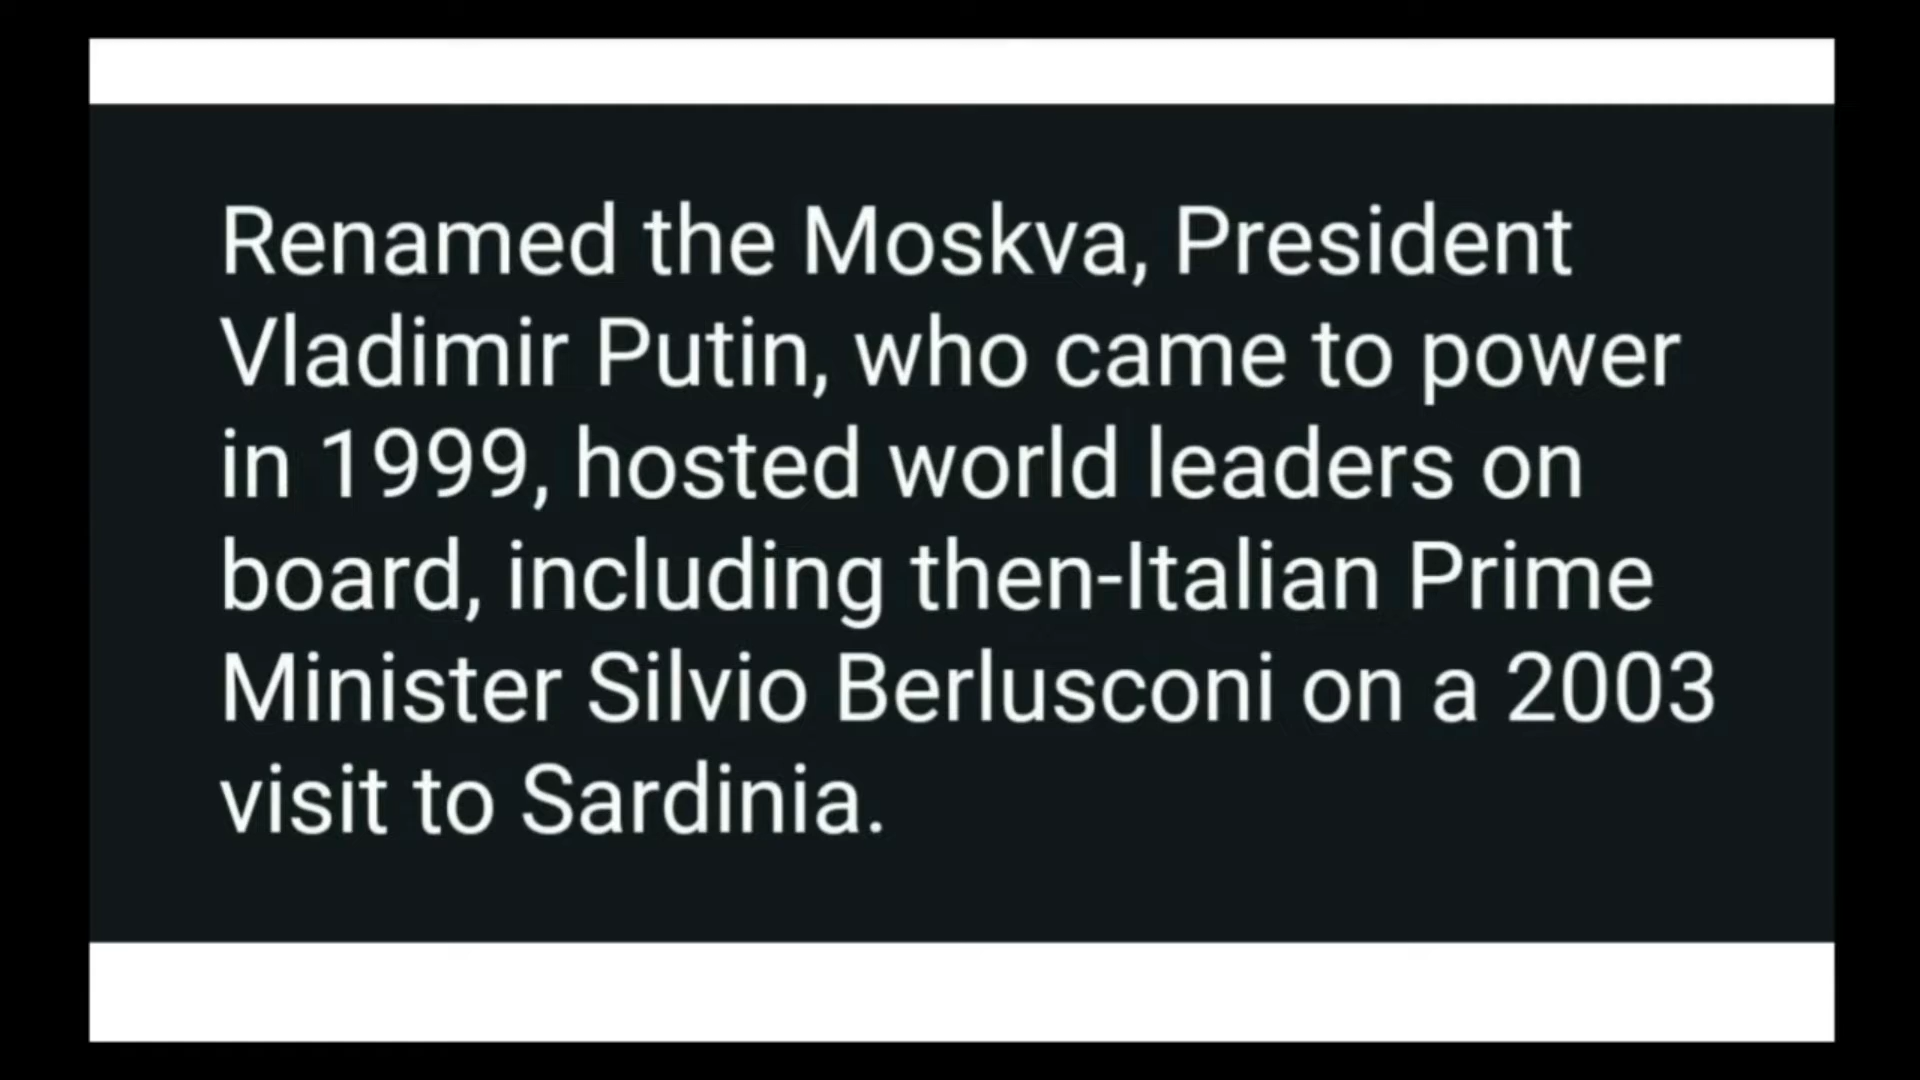 Renamed the Moskva, President
Vladimir Putin, who came to power
in 1999, hosted world leaders on
board, including then-Italian Prime
Minister Silvio Berlusconi on a 2003
visit to Sardinia.